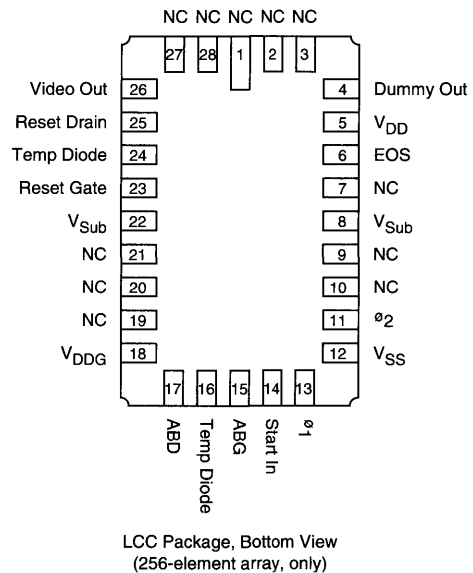 NC NC NC NC NC
27 28 1 2 3
Video Out 26 4 Dummy Out
Reset Drain 25 5 VDD
Temp Diode 24 6 EOS
Reset Gate 23 7 NC
VSub 22 8 VSub
NC 21 9 NC
NC 20 10 NC
NC 19 11 ø2
VDDG 18 12 VSS
17 16 15 14 13
ABD Temp Diode ABG Start In ø1
LCC Package, Bottom View
(256-element array, only)